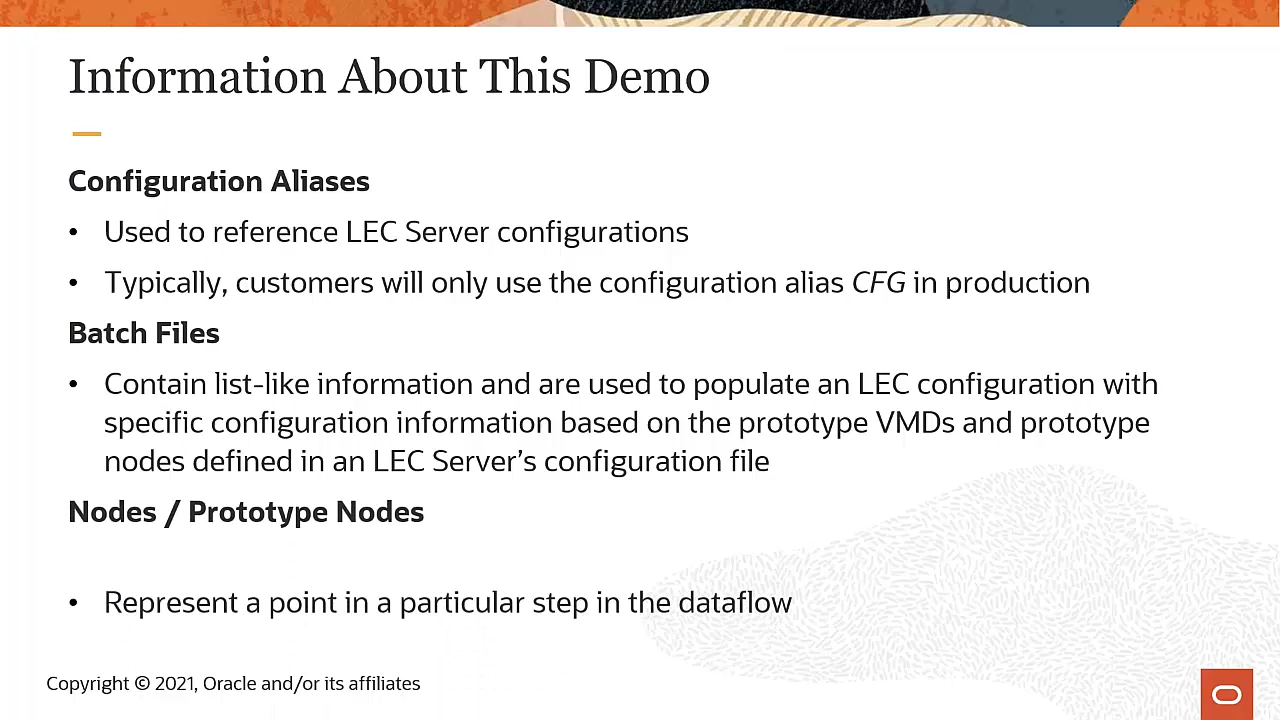 Information About This Demo
Configuration Aliases
• Used to reference LEC Server configurations
• Typically, customers will only use the configuration alias CFG in production
Batch Files
• Contain list-like information and are used to populate an LEC configuration with
specific configuration information based on the prototype VMDs and prototype
nodes defined in an LEC Server’s configuration file
Nodes / Prototype Nodes
• Represent a point in a particular step in the dataflow
Copyright © 2021, Oracle and/or its affiliates